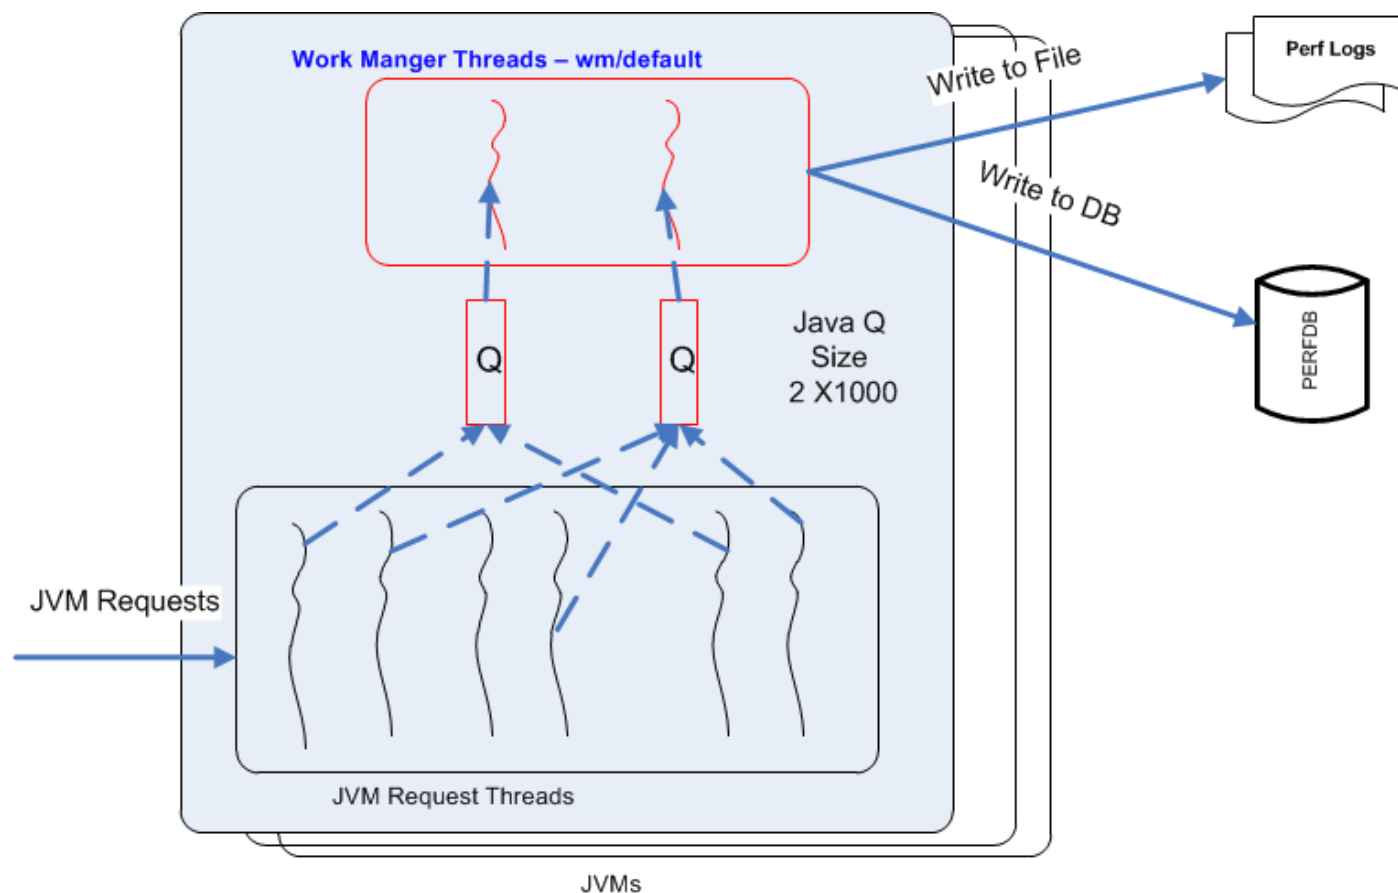 Work Manger Threads – wm/default
Write to File
Perf Logs
Write to DB
Java Q
Size
2 X1000
Q
Q
PERFDB
JVM Requests
JVM Request Threads
JVMs